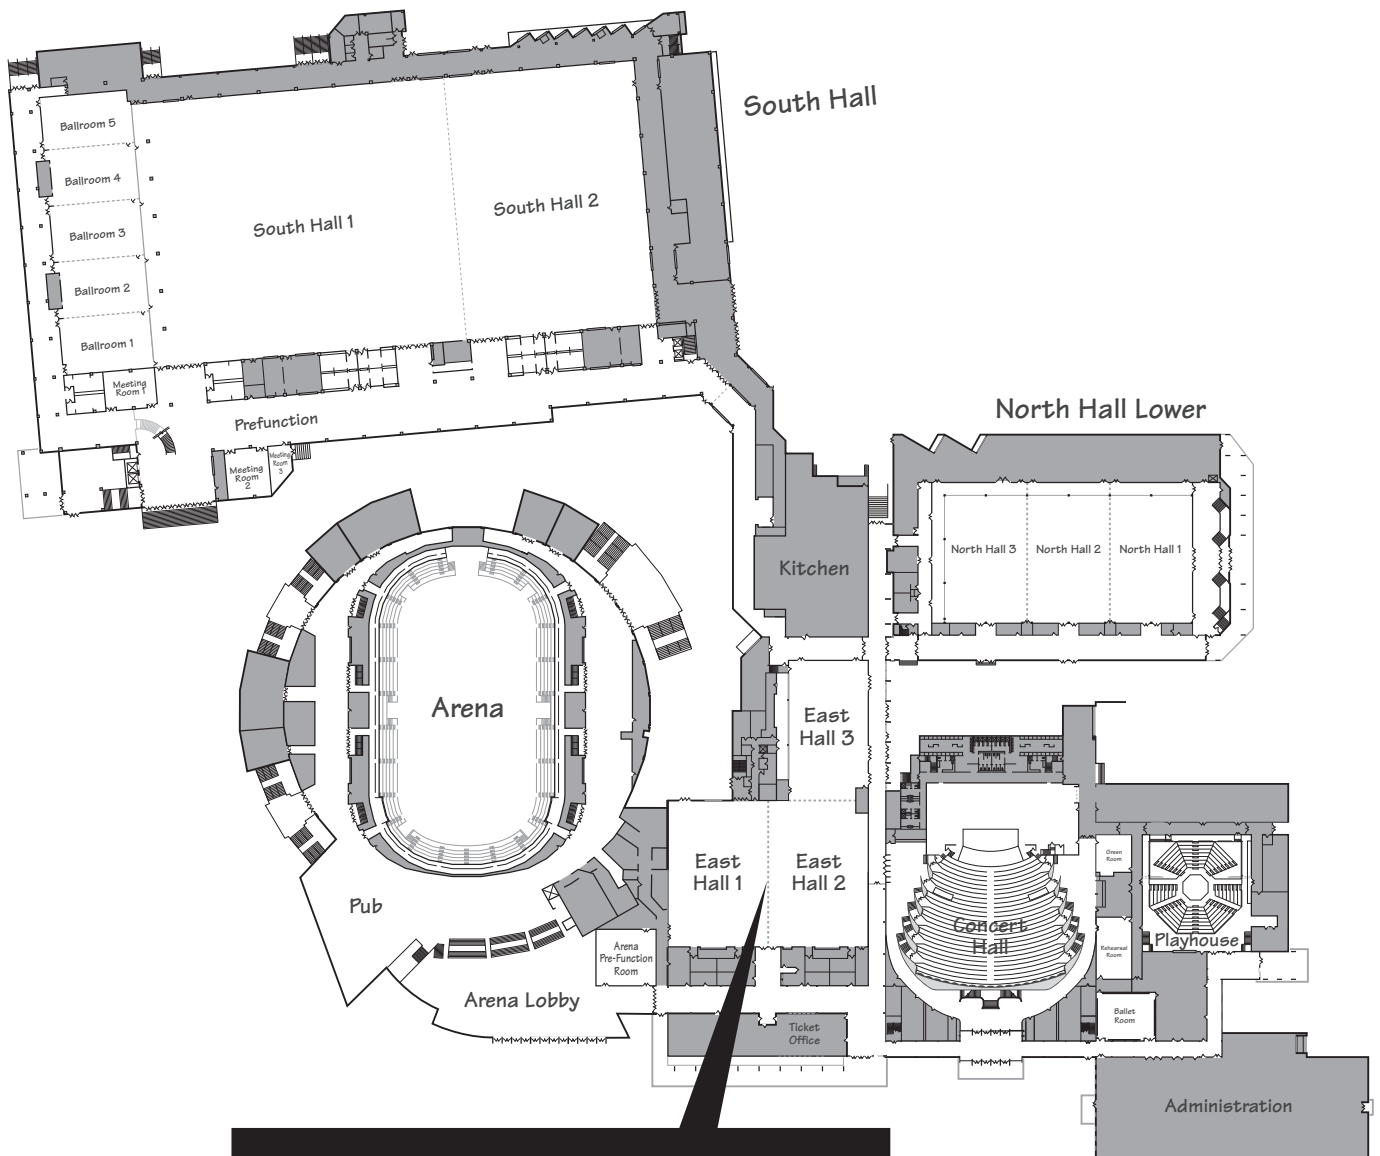 South Hall
Ballroom 5
Ballroom 4
Ballroom 3
Ballroom 2
Ballroom 1
South Hall 1
South Hall 2
Meeting
Room 1
Prefunction
Meeting
Room
2
Meeting
Room
3
North Hall Lower
North Hall 3
North Hall 2
North Hall 1
Kitchen
Arena
East
Hall 3
East
Hall 1
East
Hall 2
Pub
Arena
Pre-Function
Room
Arena Lobby
Ticket
Office
Concert
Hall
Green
Room
Rehearsal
Room
Playhouse
Ballet
Room
Administration